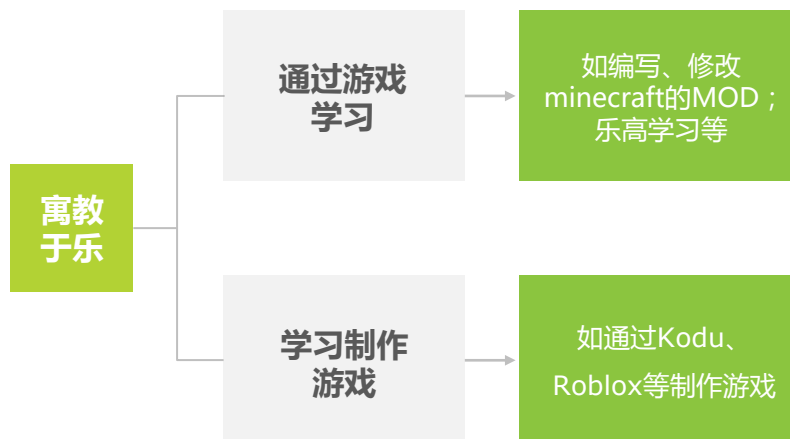 寓教
于乐
通过游戏
学习
如编写、修改
minecraft的MOD；
乐高学习等
学习制作
游戏
如通过Kodu、
Roblox等制作游戏